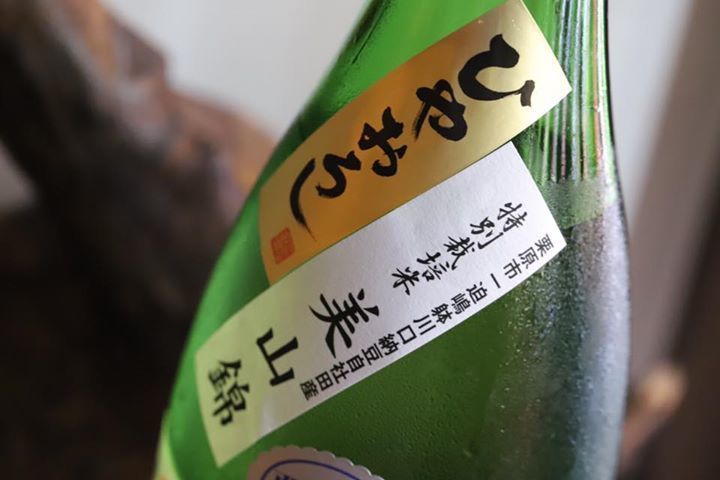 ひやおろし
栗原市一迫嶋躰川口納豆自社田産
特別栽培米
美山錦